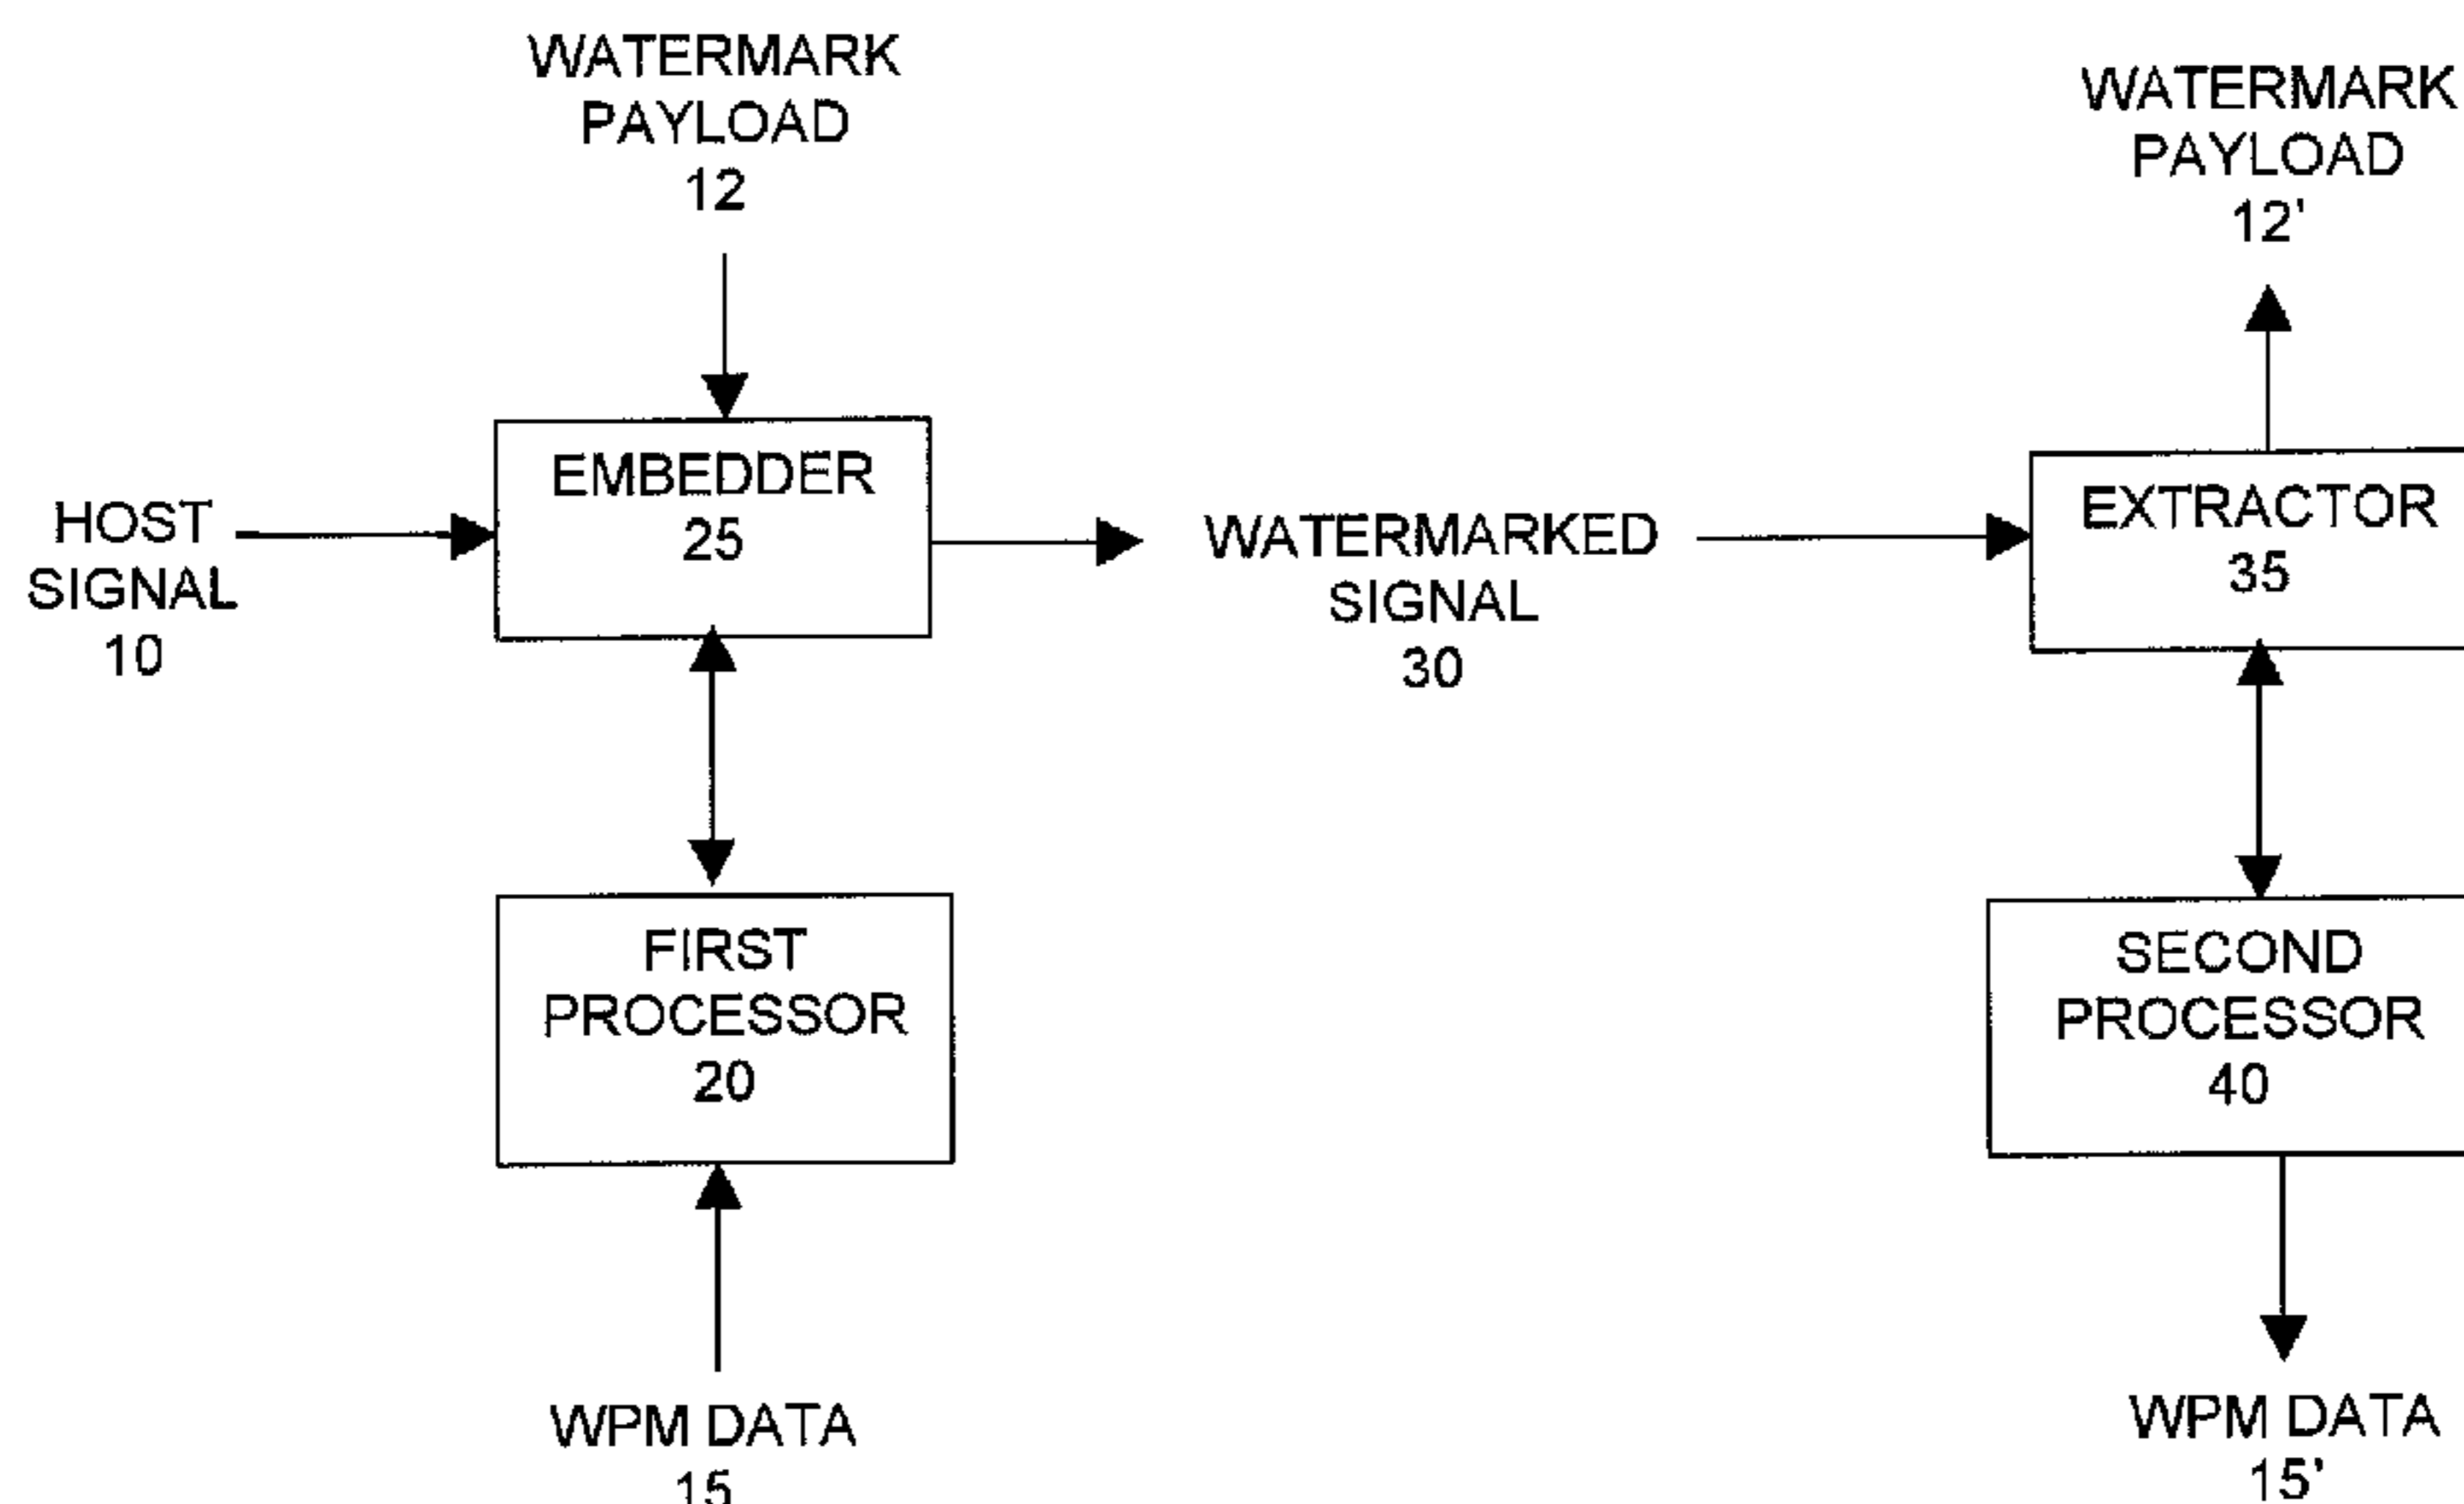 WATERMARK
PAYLOAD
12
WATERMARK
PAYLOAD
12'
HOST
SIGNAL
10
EMBEDDER
25
WATERMARKED
SIGNAL
30
EXTRACTOR
35
FIRST
PROCESSOR
20
SECOND
PROCESSOR
40
WPM DATA
15
WPM DATA
15'